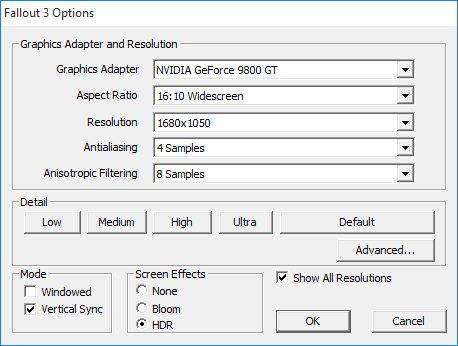 Fallout 3 Options
Graphics Adapter and Resolution
Graphics Adapter NVIDIA GeForce 9800 GT
Aspect Ratio 16:10 Widescreen
Resolution 1680x1050
Antialiasing 4 Samples
Anisotropic Filtering 8 Samples
Detail
Low Medium High Ultra Default
Advanced...
Mode
Windowed
Vertical Sync
Screen Effects
None
Bloom
HDR
Show All Resolutions
OK Cancel